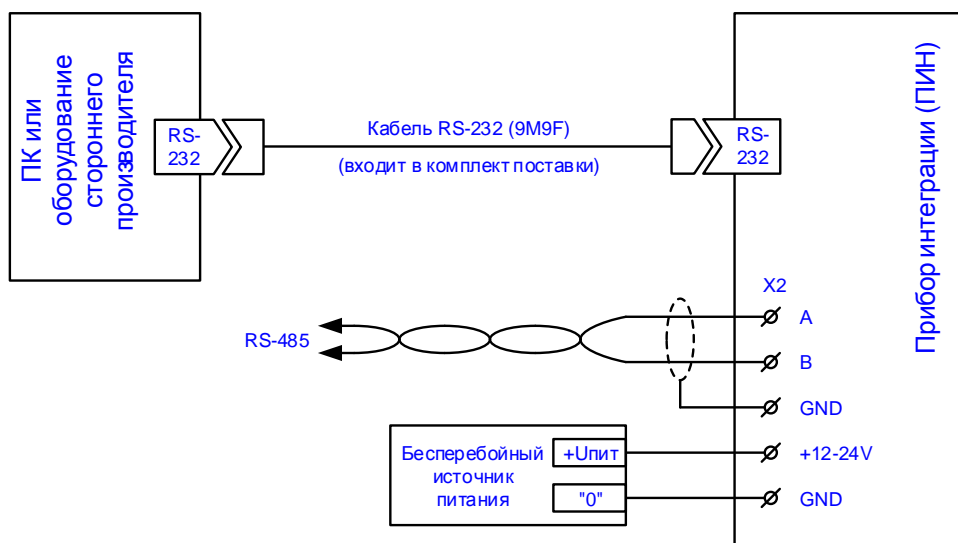 ПК или
оборудование
стороннего
производителя
RS-
232
Кабель RS-232 (9M9F)
(входит в комплект поставки)
RS-
232
Прибор интеграции (ПИН)
X2
A
RS-485
B
GND
Бесперебойный
источник
питания
+Uпит
"0"
+12-24V
GND